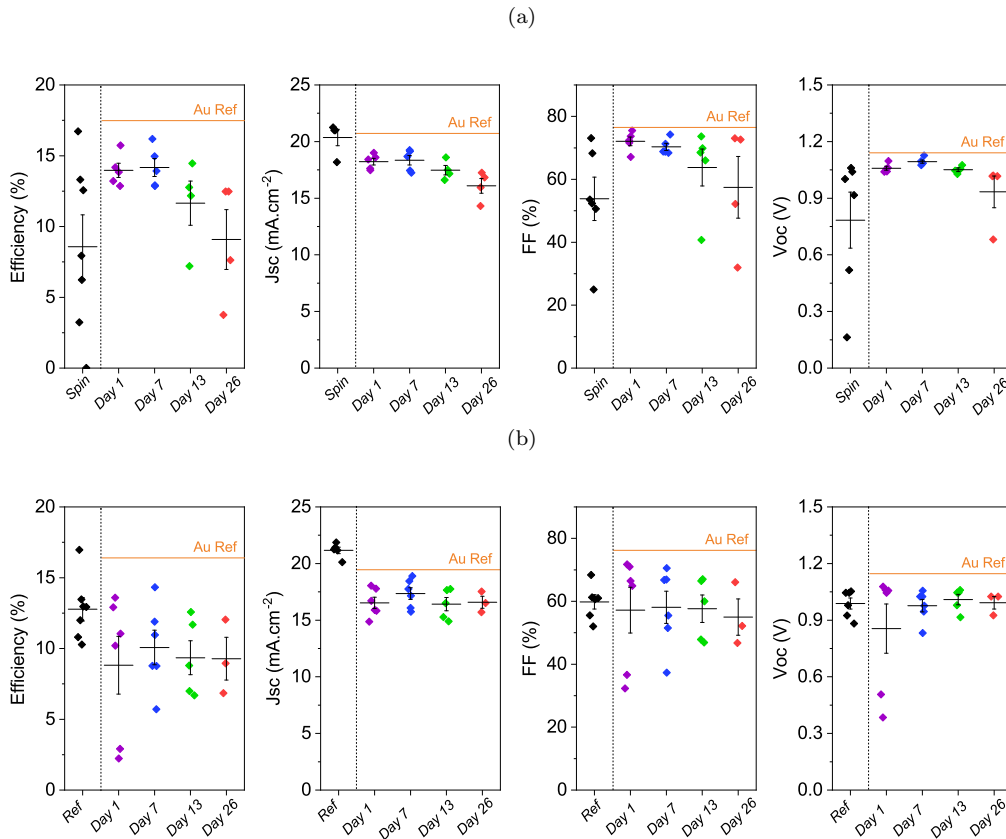 (a)
Efficiency (%)
20
15
10
5
0
Au Ref
Spin
Day 1
Day 7
Day 13
Day 26
Jsc (mA.cm-2)
25
20
15
10
5
0
Au Ref
Spin
Day 1
Day 7
Day 13
Day 26
FF (%)
80
60
40
20
0
Au Ref
Spin
Day 1
Day 7
Day 13
Day 26
Voc (V)
1.5
1.2
0.9
0.6
0.3
0.0
Au Ref
Spin
Day 1
Day 7
Day 13
Day 26
(b)
Efficiency (%)
20
15
10
5
0
Au Ref
Ref
Day 1
Day 7
Day 13
Day 26
Jsc (mA.cm-2)
25
20
15
10
5
0
Au Ref
Ref
Day 1
Day 7
Day 13
Day 26
FF (%)
80
60
40
20
0
Au Ref
Ref
Day 1
Day 7
Day 13
Day 26
Voc (V)
1.5
1.2
0.9
0.6
0.3
0.0
Au Ref
Ref
Day 1
Day 7
Day 13
Day 26